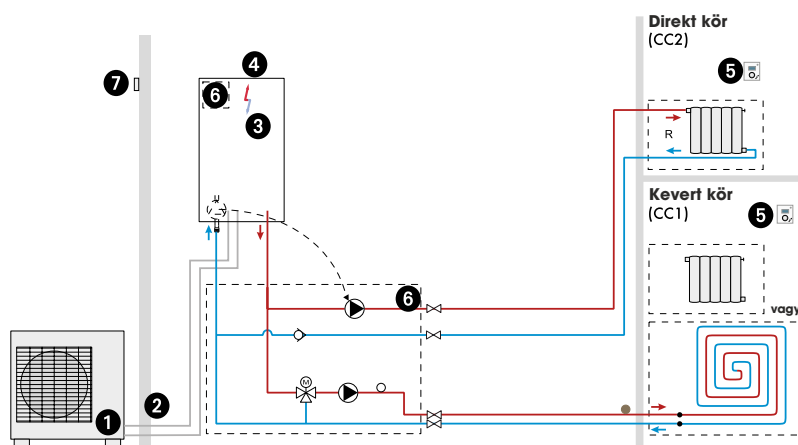 Direkt kör
(CC2)
4
5
7
6
3
R
Kevert kör
(CC1)
5
6
vagy
M
2
1